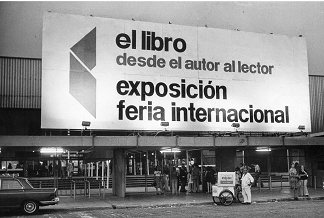 el libro
desde el autor al lector
exposición
feria internacional